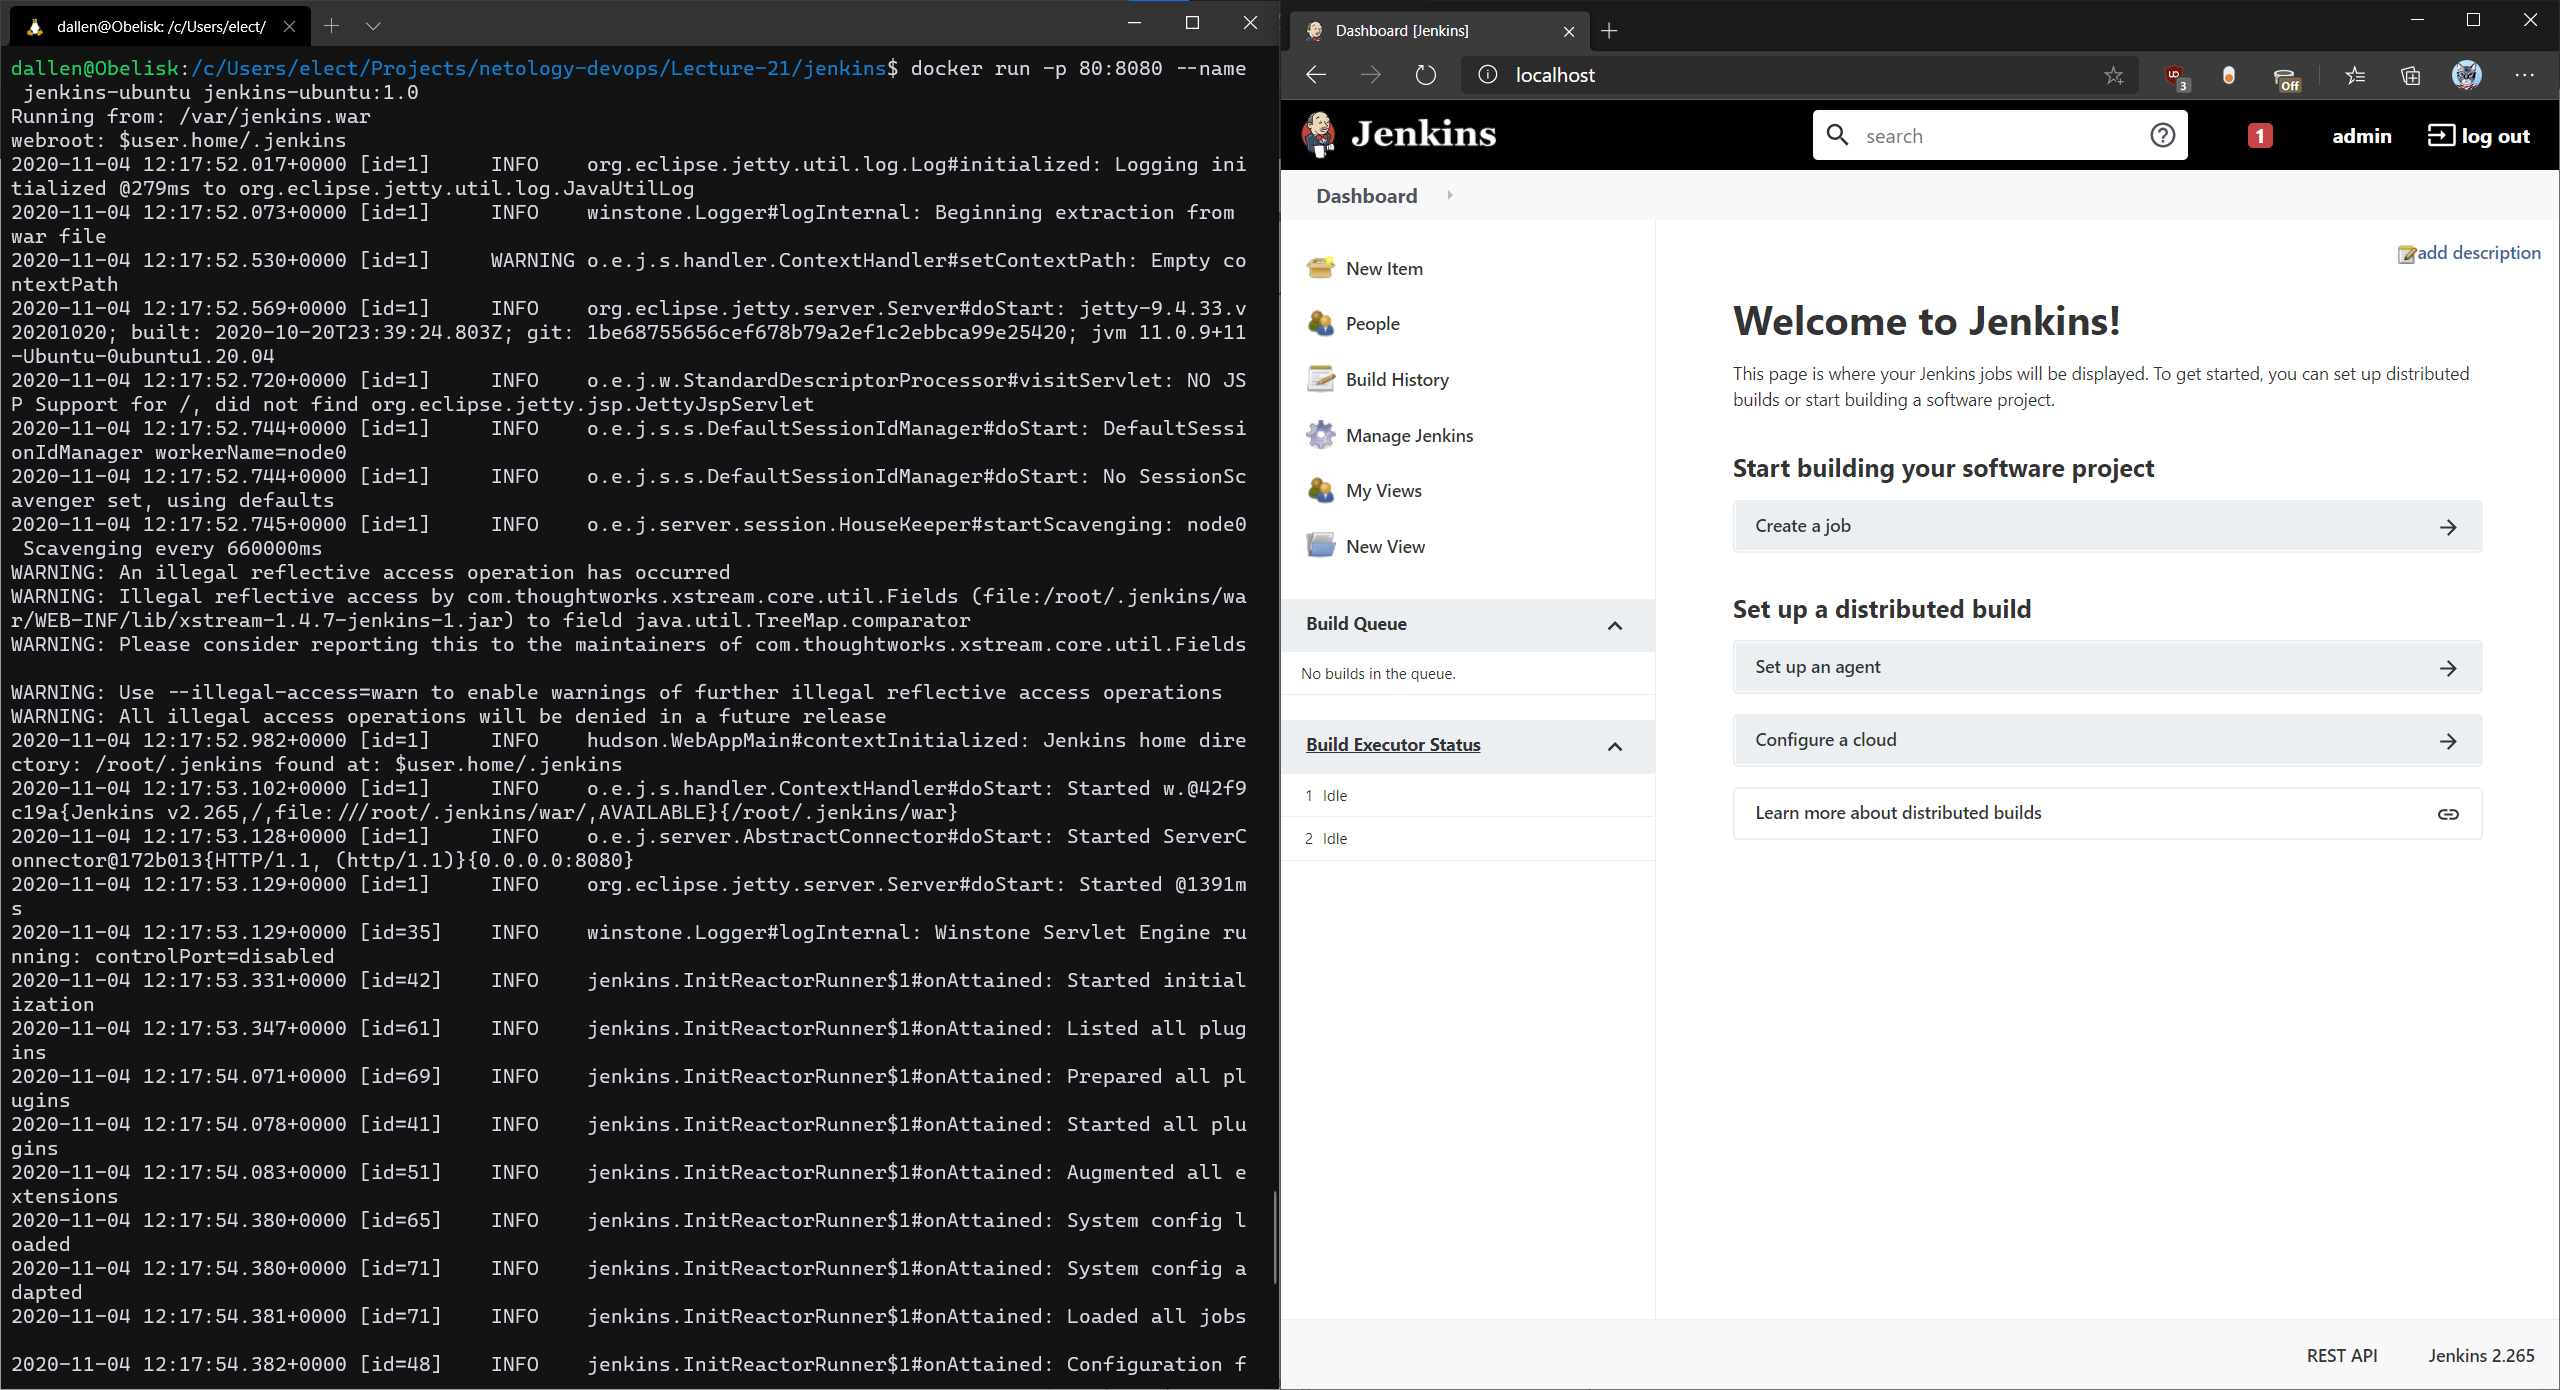 dallen@Obelisk: /c/Users/elect/
dallen@Obelisk:/c/Users/elect/Projects/netology-devops/Lecture-21/jenkins$ docker run -p 80:8080 --name
 jenkins-ubuntu jenkins-ubuntu:1.0
Running from: /var/jenkins.war
webroot: $user.home/.jenkins
2020-11-04 12:17:52.017+0000 [id=1]     INFO    org.eclipse.jetty.util.log.Log#initialized: Logging ini
tialized @279ms to org.eclipse.jetty.util.log.JavaUtilLog
2020-11-04 12:17:52.073+0000 [id=1]     INFO    winstone.Logger#logInternal: Beginning extraction from
war file
2020-11-04 12:17:52.530+0000 [id=1]     WARNING o.e.j.s.handler.ContextHandler#setContextPath: Empty co
ntextPath
2020-11-04 12:17:52.569+0000 [id=1]     INFO    org.eclipse.jetty.server.Server#doStart: jetty-9.4.33.v
20201020; built: 2020-10-20T23:39:24.803Z; git: 1be68755656cef678b79a2ef1c2ebbca99e25420; jvm 11.0.9+11
-Ubuntu-0ubuntu1.20.04
2020-11-04 12:17:52.720+0000 [id=1]     INFO    o.e.j.w.StandardDescriptorProcessor#visitServlet: NO JS
P Support for /, did not find org.eclipse.jetty.jsp.JettyJspServlet
2020-11-04 12:17:52.744+0000 [id=1]     INFO    o.e.j.s.s.DefaultSessionIdManager#doStart: DefaultSessi
onIdManager workerName=node0
2020-11-04 12:17:52.744+0000 [id=1]     INFO    o.e.j.s.s.DefaultSessionIdManager#doStart: No SessionSc
avenger set, using defaults
2020-11-04 12:17:52.745+0000 [id=1]     INFO    o.e.j.server.session.HouseKeeper#startScavenging: node0
 Scavenging every 660000ms
WARNING: An illegal reflective access operation has occurred
WARNING: Illegal reflective access by com.thoughtworks.xstream.core.util.Fields (file:/root/.jenkins/wa
r/WEB-INF/lib/xstream-1.4.7-jenkins-1.jar) to field java.util.TreeMap.comparator
WARNING: Please consider reporting this to the maintainers of com.thoughtworks.xstream.core.util.Fields
WARNING: Use --illegal-access=warn to enable warnings of further illegal reflective access operations
WARNING: All illegal access operations will be denied in a future release
2020-11-04 12:17:52.982+0000 [id=1]     INFO    hudson.WebAppMain#contextInitialized: Jenkins home dire
ctory: /root/.jenkins found at: $user.home/.jenkins
2020-11-04 12:17:53.102+0000 [id=1]     INFO    o.e.j.s.handler.ContextHandler#doStart: Started w.@42f9
c19a{Jenkins v2.265,/,file:///root/.jenkins/war/,AVAILABLE}{/root/.jenkins/war}
2020-11-04 12:17:53.128+0000 [id=1]     INFO    o.e.j.server.AbstractConnector#doStart: Started ServerC
onnector@172b013{HTTP/1.1, (http/1.1)}{0.0.0.0:8080}
2020-11-04 12:17:53.129+0000 [id=1]     INFO    org.eclipse.jetty.server.Server#doStart: Started @1391m
s
2020-11-04 12:17:53.129+0000 [id=35]    INFO    winstone.Logger#logInternal: Winstone Servlet Engine ru
nning: controlPort=disabled
2020-11-04 12:17:53.331+0000 [id=42]    INFO    jenkins.InitReactorRunner$1#onAttained: Started initial
ization
2020-11-04 12:17:53.347+0000 [id=61]    INFO    jenkins.InitReactorRunner$1#onAttained: Listed all plug
ins
2020-11-04 12:17:54.071+0000 [id=69]    INFO    jenkins.InitReactorRunner$1#onAttained: Prepared all pl
ugins
2020-11-04 12:17:54.078+0000 [id=41]    INFO    jenkins.InitReactorRunner$1#onAttained: Started all plu
gins
2020-11-04 12:17:54.083+0000 [id=51]    INFO    jenkins.InitReactorRunner$1#onAttained: Augmented all e
xtensions
2020-11-04 12:17:54.380+0000 [id=65]    INFO    jenkins.InitReactorRunner$1#onAttained: System config l
oaded
2020-11-04 12:17:54.380+0000 [id=71]    INFO    jenkins.InitReactorRunner$1#onAttained: System config a
dapted
2020-11-04 12:17:54.381+0000 [id=71]    INFO    jenkins.InitReactorRunner$1#onAttained: Loaded all jobs
2020-11-04 12:17:54.382+0000 [id=48]    INFO    jenkins.InitReactorRunner$1#onAttained: Configuration f
Dashboard [Jenkins]
localhost
3
Off
Jenkins
search
1
admin
log out
Dashboard
New Item
People
Build History
Manage Jenkins
My Views
New View
Build Queue
No builds in the queue.
Build Executor Status
1 Idle
2 Idle
add description
Welcome to Jenkins!
This page is where your Jenkins jobs will be displayed. To get started, you can set up distributed
builds or start building a software project.
Start building your software project
Create a job
Set up a distributed build
Set up an agent
Configure a cloud
Learn more about distributed builds
REST API
Jenkins 2.265